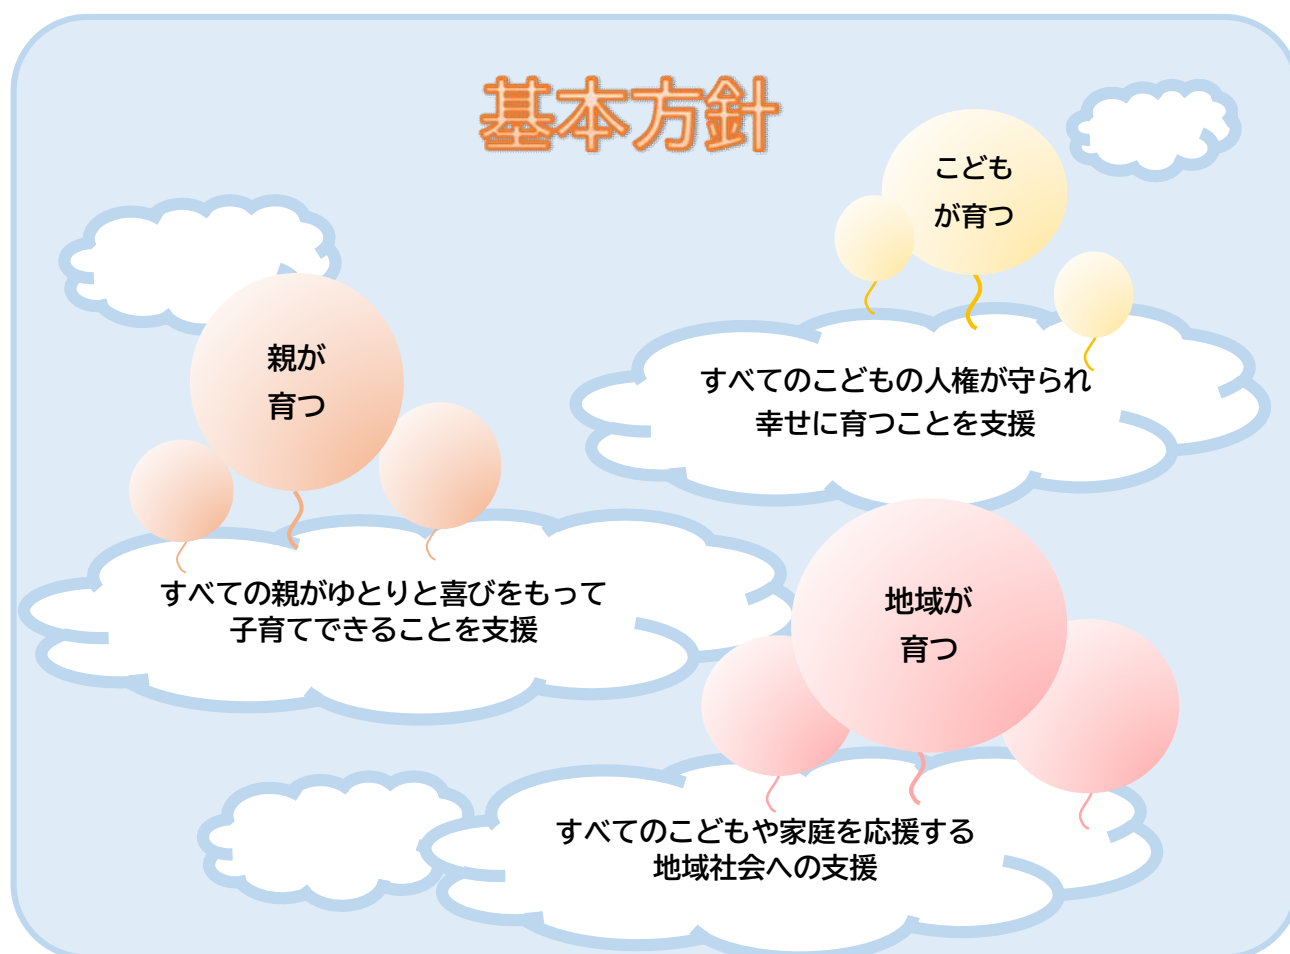 基本方針
こども
が育つ
すべてのこどもの人権が守られ
幸せに育つことを支援
親が
育つ
すべての親がゆとりと喜びをもって
子育てできることを支援
地域が
育つ
すべてのこどもや家庭を応援する
地域社会への支援